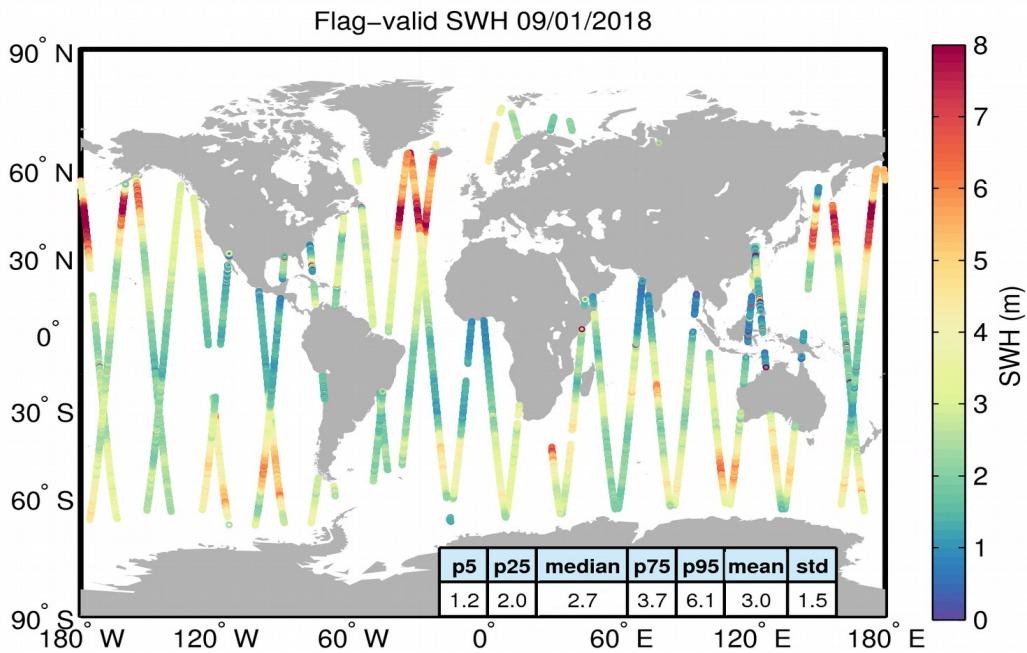 Flag−valid SWH 09/01/2018
90° N
60° N
30° N
0°
30° S
60° S
90° S
180° W
120° W
60° W
0°
60° E
120° E
180° E
p5 p25 median p75 p95 mean std
1.2 2.0 2.7 3.7 6.1 3.0 1.5
8
7
6
5
4
3
2
1
0
SWH (m)